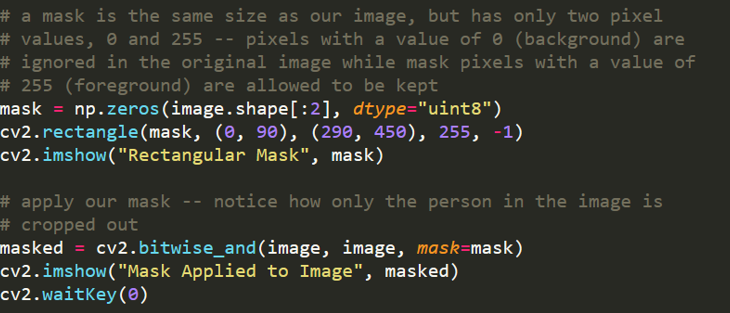 # a mask is the same size as our image, but has only two pixel
# values, 0 and 255 -- pixels with a value of 0 (background) are
# ignored in the original image while mask pixels with a value of
# 255 (foreground) are allowed to be kept
mask = np.zeros(image.shape[:2], dtype="uint8")
cv2.rectangle(mask, (0, 90), (290, 450), 255, -1)
cv2.imshow("Rectangular Mask", mask)

# apply our mask -- notice how only the person in the image is
# cropped out
masked = cv2.bitwise_and(image, image, mask=mask)
cv2.imshow("Mask Applied to Image", masked)
cv2.waitKey(0)